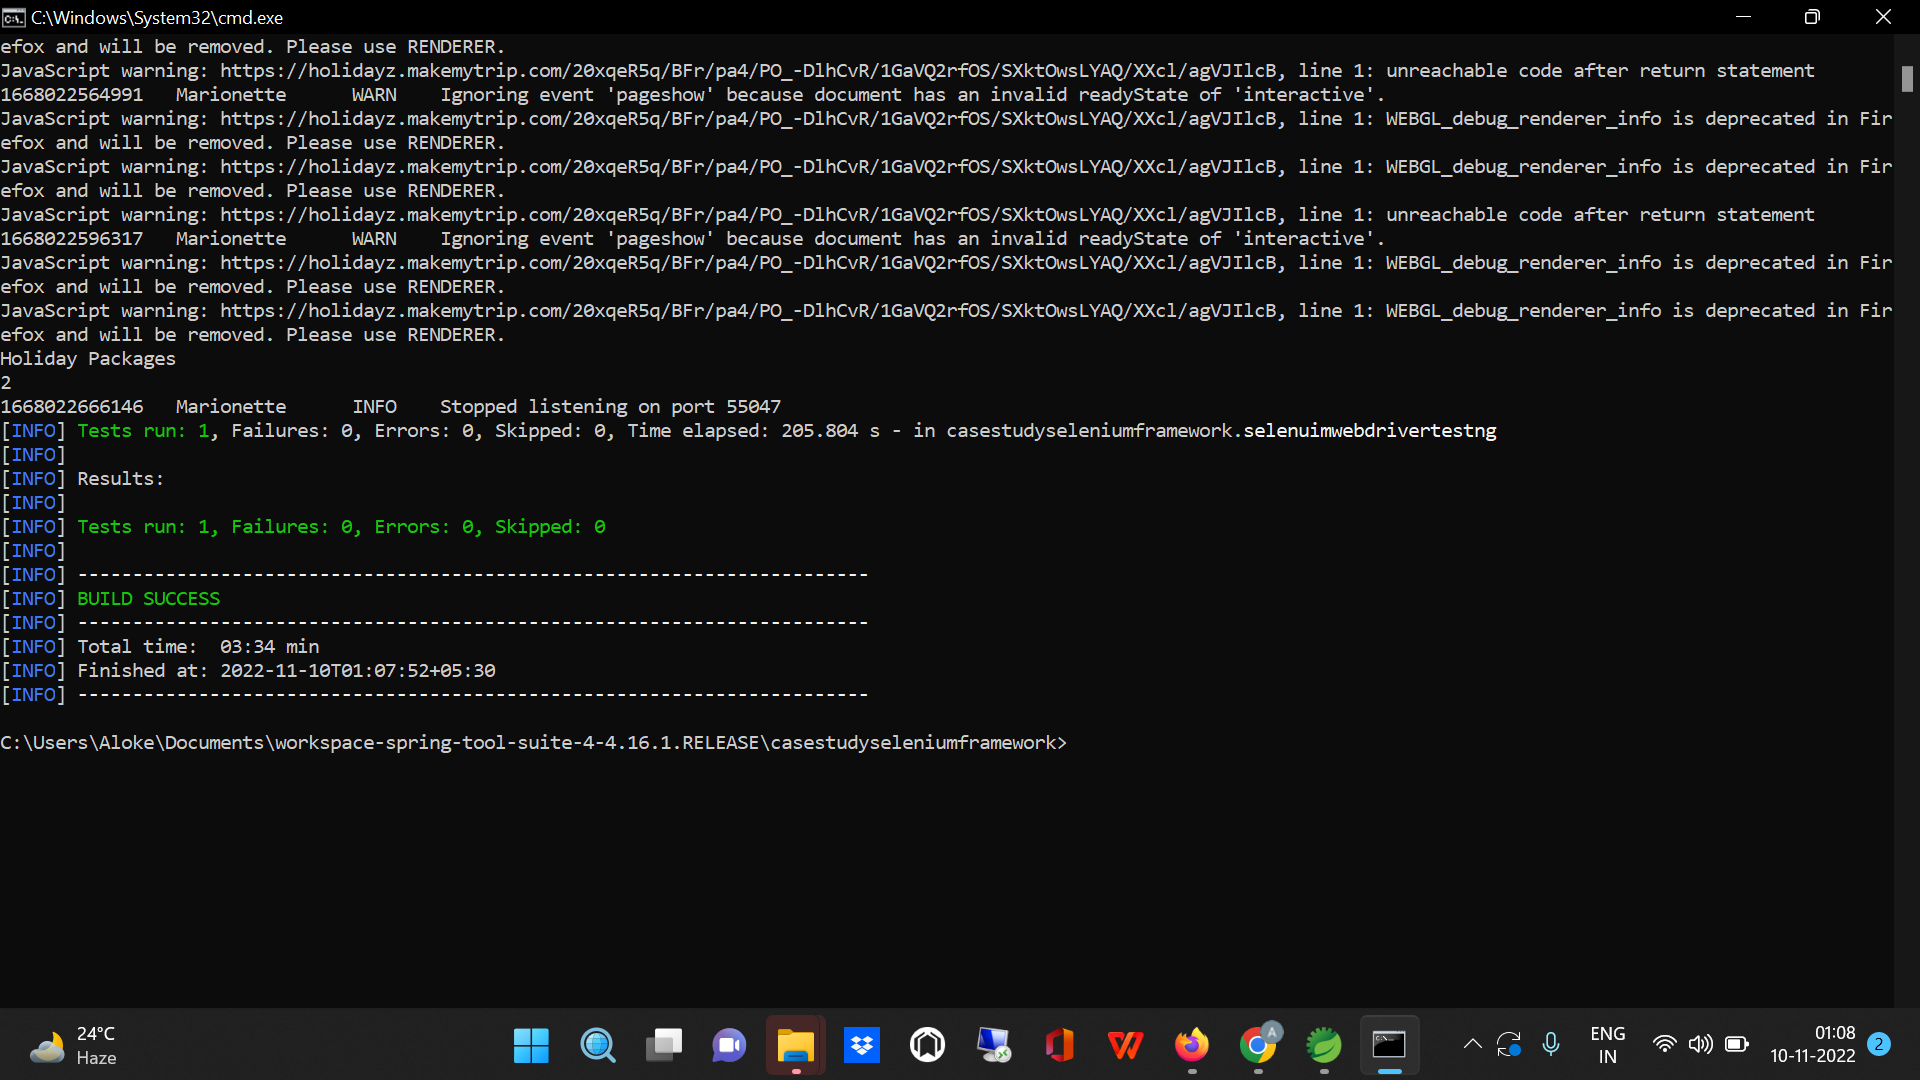 C:\Windows\System32\cmd.exe
efox and will be removed. Please use RENDERER.
JavaScript warning: https://holidayz.makemytrip.com/20xqeR5q/BFr/pa4/PO_-DlhCvR/1GaVQ2rfOS/SXktOwsLYAQ/XXcl/agVJIlcB, line 1: unreachable code after return statement
1668022564991   Marionette      WARN    Ignoring event 'pageshow' because document has an invalid readyState of 'interactive'.
JavaScript warning: https://holidayz.makemytrip.com/20xqeR5q/BFr/pa4/PO_-DlhCvR/1GaVQ2rfOS/SXktOwsLYAQ/XXcl/agVJIlcB, line 1: WEBGL_debug_renderer_info is deprecated in Fir
efox and will be removed. Please use RENDERER.
JavaScript warning: https://holidayz.makemytrip.com/20xqeR5q/BFr/pa4/PO_-DlhCvR/1GaVQ2rfOS/SXktOwsLYAQ/XXcl/agVJIlcB, line 1: WEBGL_debug_renderer_info is deprecated in Fir
efox and will be removed. Please use RENDERER.
JavaScript warning: https://holidayz.makemytrip.com/20xqeR5q/BFr/pa4/PO_-DlhCvR/1GaVQ2rfOS/SXktOwsLYAQ/XXcl/agVJIlcB, line 1: unreachable code after return statement
1668022596317   Marionette      WARN    Ignoring event 'pageshow' because document has an invalid readyState of 'interactive'.
JavaScript warning: https://holidayz.makemytrip.com/20xqeR5q/BFr/pa4/PO_-DlhCvR/1GaVQ2rfOS/SXktOwsLYAQ/XXcl/agVJIlcB, line 1: WEBGL_debug_renderer_info is deprecated in Fir
efox and will be removed. Please use RENDERER.
JavaScript warning: https://holidayz.makemytrip.com/20xqeR5q/BFr/pa4/PO_-DlhCvR/1GaVQ2rfOS/SXktOwsLYAQ/XXcl/agVJIlcB, line 1: WEBGL_debug_renderer_info is deprecated in Fir
efox and will be removed. Please use RENDERER.
Holiday Packages
2
1668022666146   Marionette      INFO    Stopped listening on port 55047
[INFO] Tests run: 1, Failures: 0, Errors: 0, Skipped: 0, Time elapsed: 205.804 s - in casestudyseleniumframework.selenuimwebdrivertestng
[INFO]
[INFO] Results:
[INFO]
[INFO] Tests run: 1, Failures: 0, Errors: 0, Skipped: 0
[INFO]
[INFO] ------------------------------------------------------------------------
[INFO] BUILD SUCCESS
[INFO] ------------------------------------------------------------------------
[INFO] Total time:  03:34 min
[INFO] Finished at: 2022-11-10T01:07:52+05:30
[INFO] ------------------------------------------------------------------------
C:\Users\Aloke\Documents\workspace-spring-tool-suite-4-4.16.1.RELEASE\casestudyseleniumframework>
24°C
Haze
A
ENG
IN
01:08
10-11-2022
2